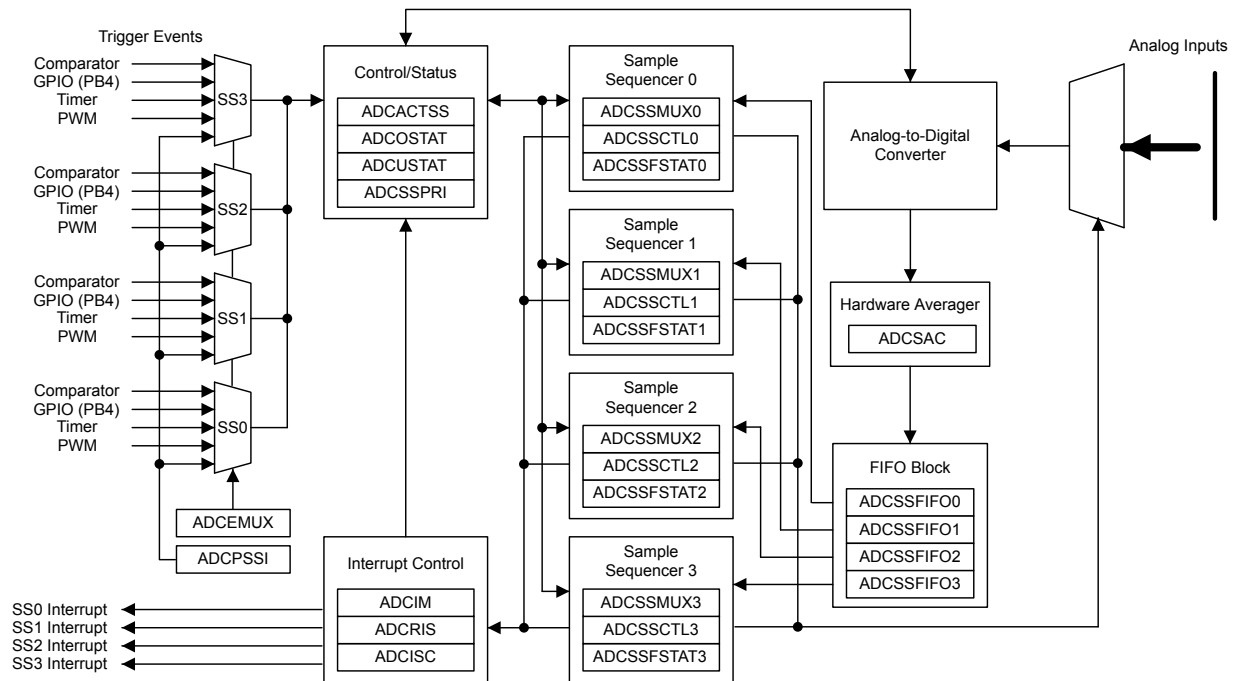 Trigger Events
Comparator
GPIO (PB4)
Timer
PWM
SS3
Comparator
GPIO (PB4)
Timer
PWM
SS2
Comparator
GPIO (PB4)
Timer
PWM
SS1
Comparator
GPIO (PB4)
Timer
PWM
SS0
ADCEMUX
ADCPSSI
SS0 Interrupt
SS1 Interrupt
SS2 Interrupt
SS3 Interrupt
Control/Status
ADCACTSS
ADCOSTAT
ADCUSTAT
ADCSSPRI
Interrupt Control
ADCIM
ADCRIS
ADCISC
Sample
Sequencer 0
ADCSSMUX0
ADCSSCTL0
ADCSSFSTAT0
Sample
Sequencer 1
ADCSSMUX1
ADCSSCTL1
ADCSSFSTAT1
Sample
Sequencer 2
ADCSSMUX2
ADCSSCTL2
ADCSSFSTAT2
Sample
Sequencer 3
ADCSSMUX3
ADCSSCTL3
ADCSSFSTAT3
Analog-to-Digital
Converter
Hardware Averager
ADCSAC
FIFO Block
ADCSSFIFO0
ADCSSFIFO1
ADCSSFIFO2
ADCSSFIFO3
Analog Inputs